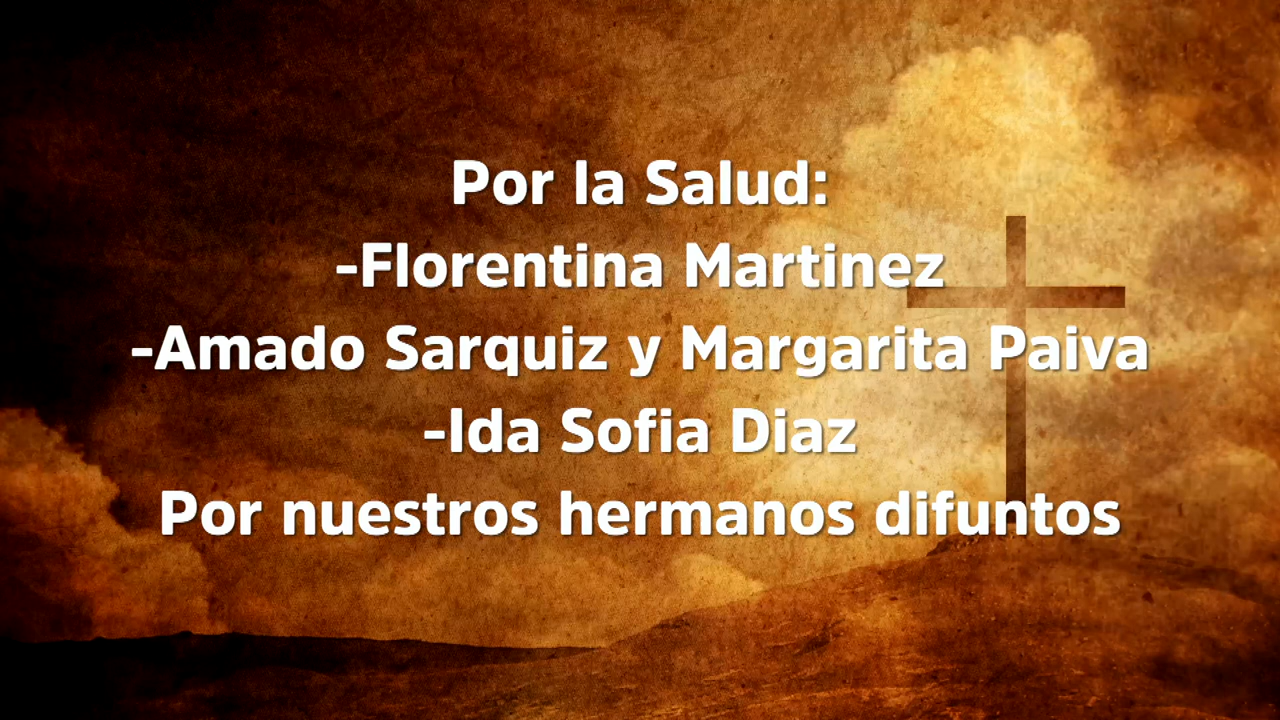 Por la Salud:
-Florentina Martinez
-Amado Sarquiz y Margarita Paiva
-Ida Sofia Diaz
Por nuestros hermanos difuntos